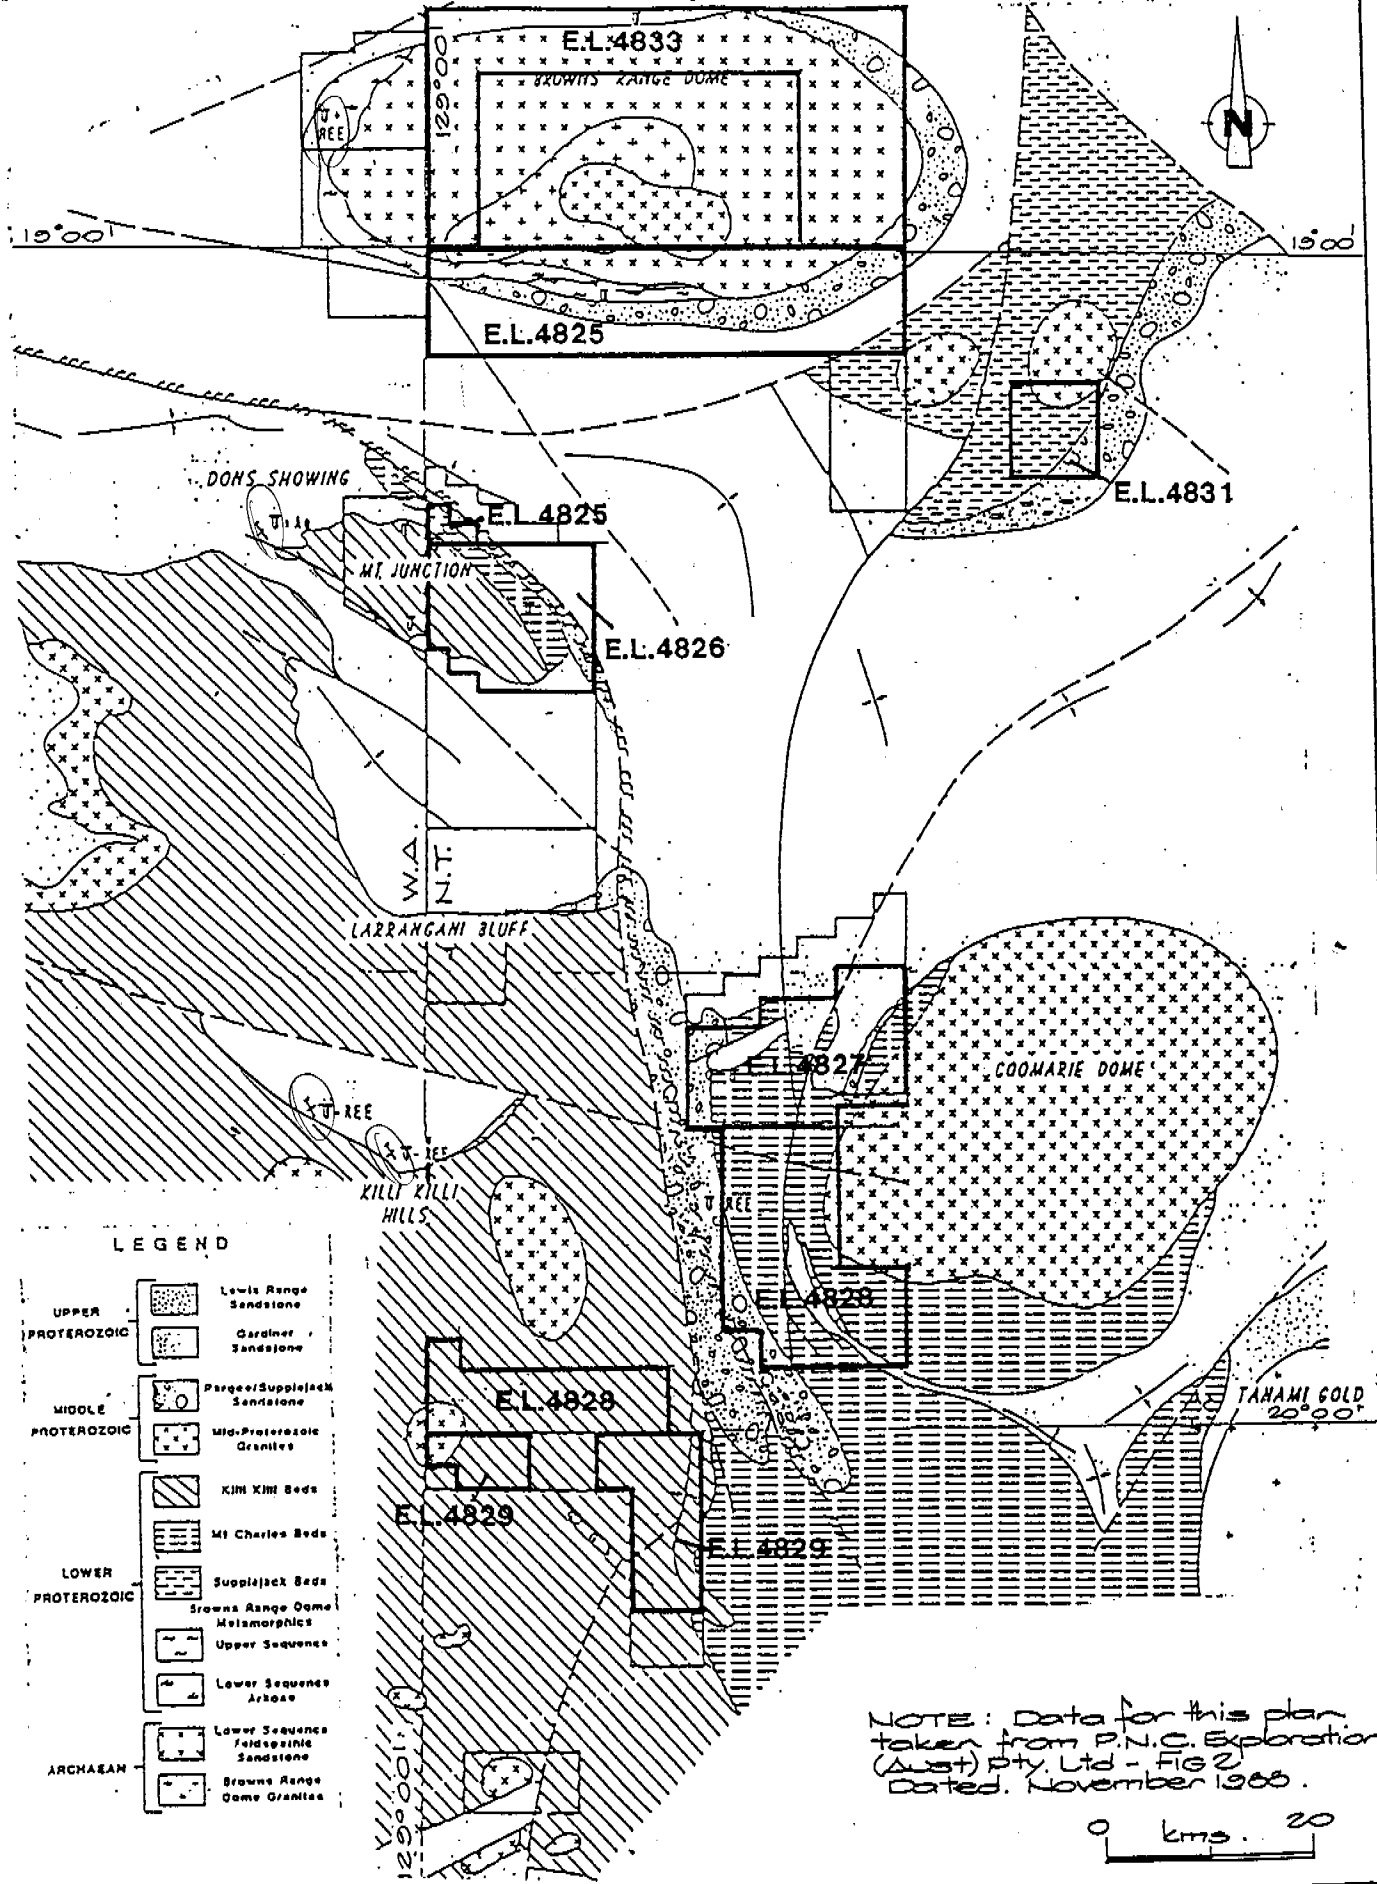 E.L.4833
BROWNS RANGE DOME
129°00'
U+
REE
N
19°00'
19°00'
E.L.4825
E.L.4831
DONS SHOWING
E.L.4825
MT. JUNCTION
E.L.4826
W.A.
N.T.
LARRANGANI BLUFF
E.L.4827
COOMARIE DOME
U-REE
U-REE
KILLI KILLI
HILLS
U-REE
E.L.4828
E.L.4828
TANAMI GOLD
20°00'
E.L.4829
E.L.4829
129°00'
LEGEND
UPPER
PROTEROZOIC
Lewis Range
Sandstone
Gardiner
Sandstone
MIDDLE
PROTEROZOIC
Pargee/Supplejack
Sandstone
Mid-Proterozoic
Granites
LOWER
PROTEROZOIC
Killi Killi Beds
Mt Charles Beds
Supplejack Beds
Browns Range Dome
Metamorphics
Upper Sequence
Lower Sequence
Arkose
ARCHAEAN
Lower Sequence
Feldspathic
Sandstone
Browns Range
Dome Granites
NOTE: Data for this plan
taken from P.N.C. Exploration
(Aust) Pty. Ltd - FIG 2
Dated. November 1988.
0 kms. 20